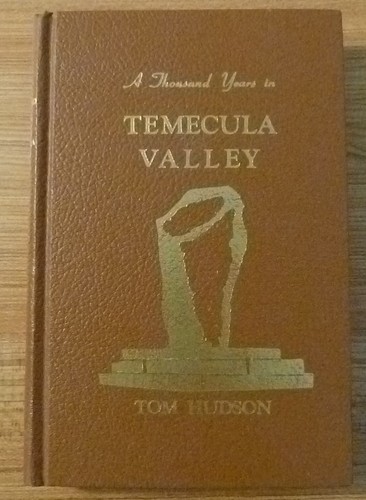 A Thousand Years in
TEMECULA
VALLEY
TOM HUDSON